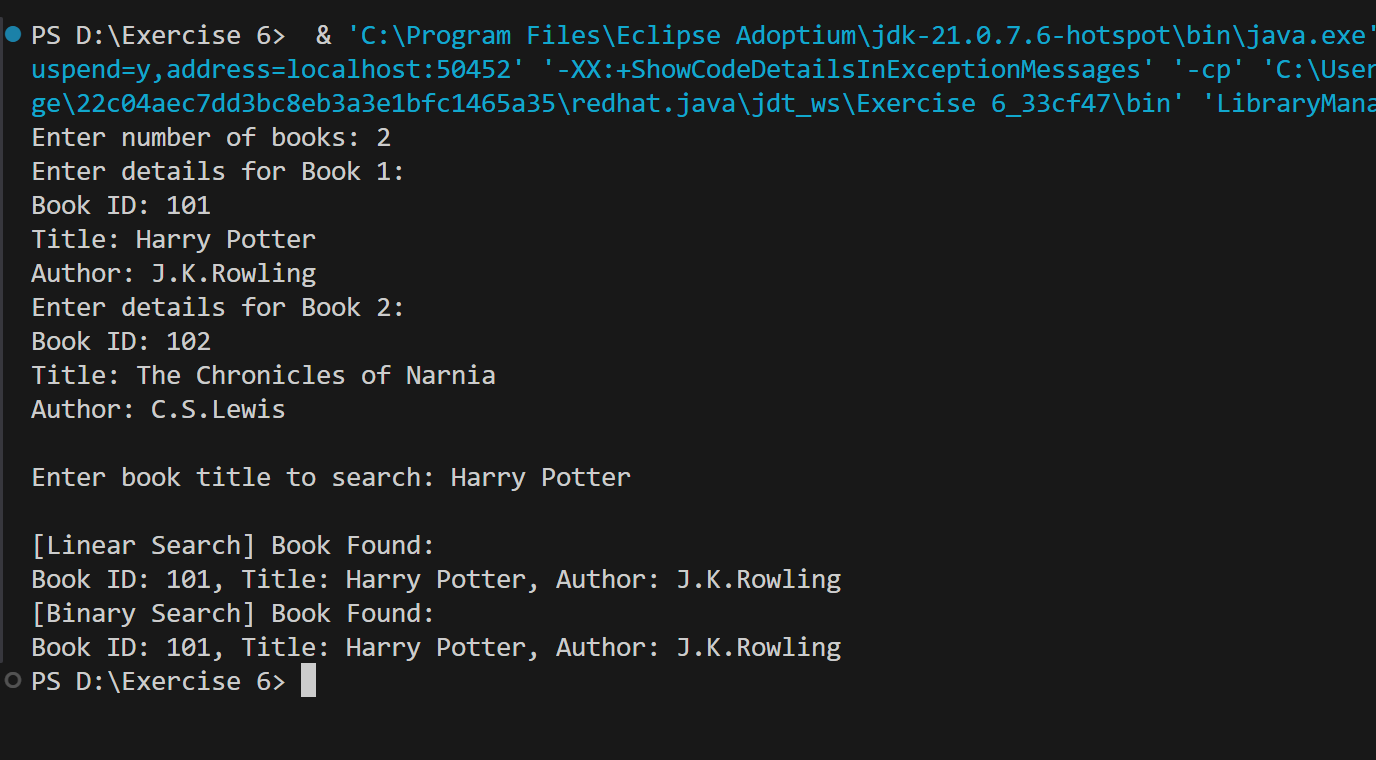 PS D:\Exercise 6>  & 'C:\Program Files\Eclipse Adoptium\jdk-21.0.7.6-hotspot\bin\java.exe'
uspend=y,address=localhost:50452' '-XX:+ShowCodeDetailsInExceptionMessages' '-cp' 'C:\User
ge\22c04aec7dd3bc8eb3a3e1bfc1465a35\redhat.java\jdt_ws\Exercise 6_33cf47\bin' 'LibraryMana
Enter number of books: 2
Enter details for Book 1:
Book ID: 101
Title: Harry Potter
Author: J.K.Rowling
Enter details for Book 2:
Book ID: 102
Title: The Chronicles of Narnia
Author: C.S.Lewis
Enter book title to search: Harry Potter
[Linear Search] Book Found:
Book ID: 101, Title: Harry Potter, Author: J.K.Rowling
[Binary Search] Book Found:
Book ID: 101, Title: Harry Potter, Author: J.K.Rowling
PS D:\Exercise 6>